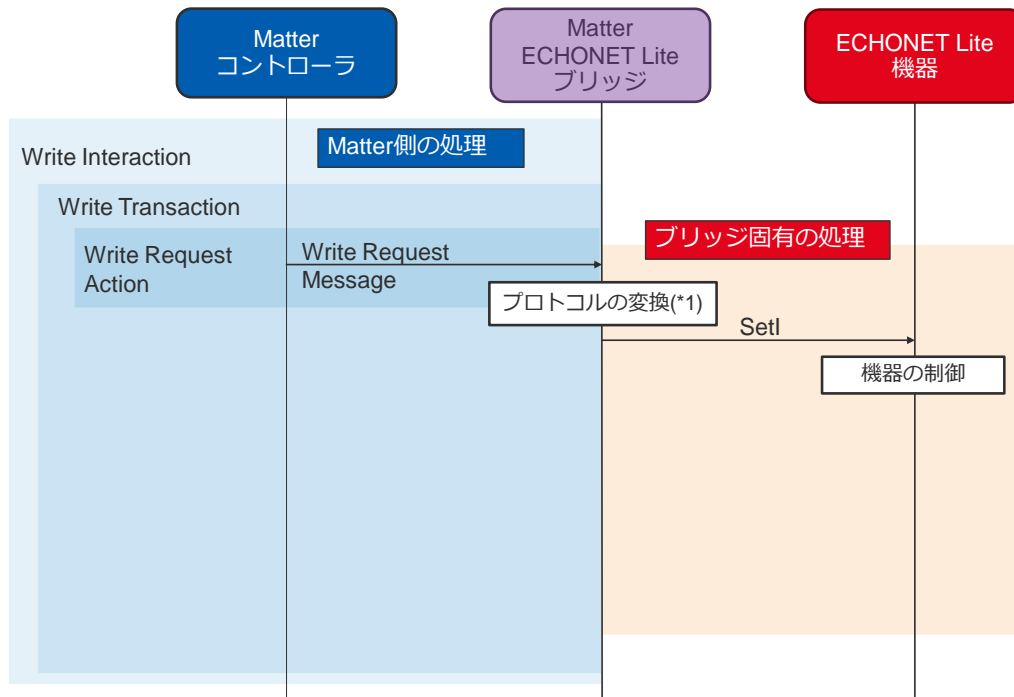 Matter
コントローラ
Matter
ECHONET Lite
ブリッジ
ECHONET Lite
機器
Matter側の処理
Write Interaction
Write Transaction
ブリッジ固有の処理
Write Request
Action
Write Request
Message
プロトコルの変換(*1)
SetI
機器の制御